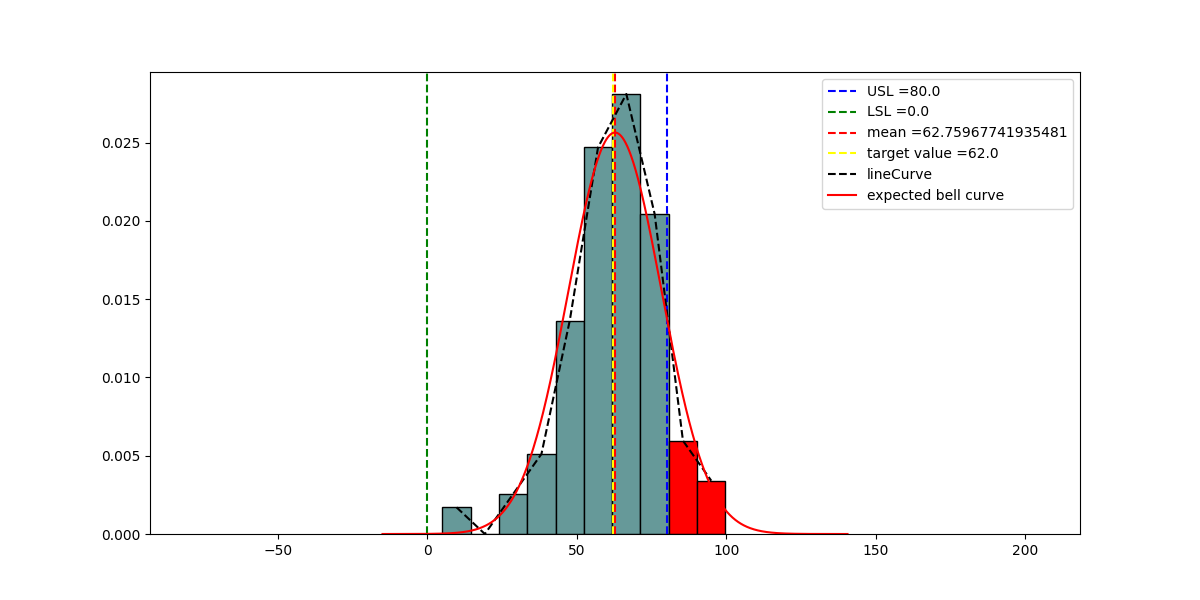 USL =80.0
LSL =0.0
mean =62.75967741935481
target value =62.0
lineCurve
expected bell curve
0.025
0.020
0.015
0.010
0.005
0.000
−50
0
50
100
150
200